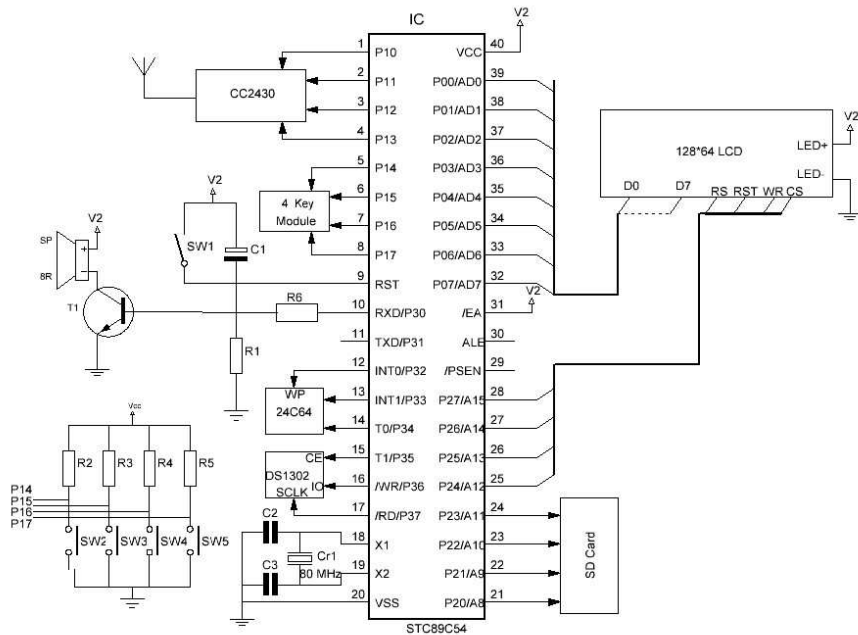 IC
V2
1 P10 VCC 40
2 P11 P00/AD0 39
3 P12 P01/AD1 38
4 P13 P02/AD2 37
5 P14 P03/AD3 36
6 P15 P04/AD4 35
7 P16 P05/AD5 34
8 P17 P06/AD6 33
9 RST P07/AD7 32
10 RXD/P30 /EA 31
11 TXD/P31 ALE 30
12 INT0/P32 /PSEN 29
13 INT1/P33 P27/A15 28
14 T0/P34 P26/A14 27
15 T1/P35 P25/A13 26
16 /WR/P36 P24/A12 25
17 /RD/P37 P23/A11 24
18 X1 P22/A10 23
19 X2 P21/A9 22
20 VSS P20/A8 21
STC89C54
CC2430
4 Key
Module
V2
SW1
C1
V2
SP
8R
T1
R6
R1
WP
24C64
CE
DS1302
IO
SCLK
C2
C3
Cr1
80 MHz
Vcc
R2 R3 R4 R5
P14
P15
P16
P17
SW2 SW3 SW4 SW5
V2
128*64 LCD
LED+
LED-
V2
D0 D7 RS RST WR CS
SD Card